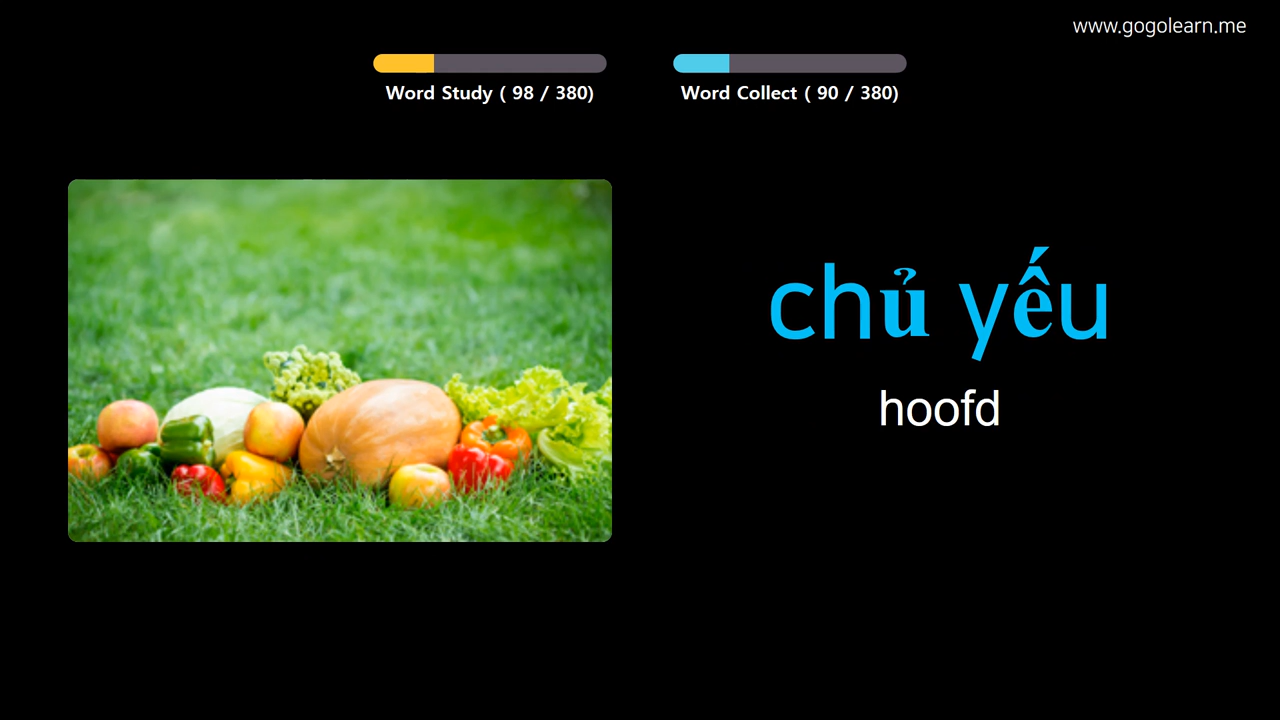 www.gogolearn.me
Word Study ( 98 / 380)
Word Collect ( 90 / 380)
chủ yếu
hoofd